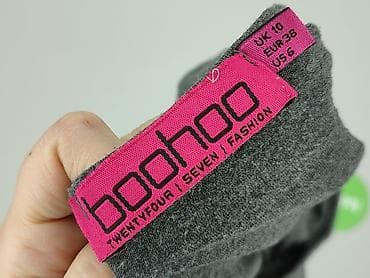 boohoo
TWENTYFOUR | SEVEN | FASHION
UK 10
EUR 38
US 6